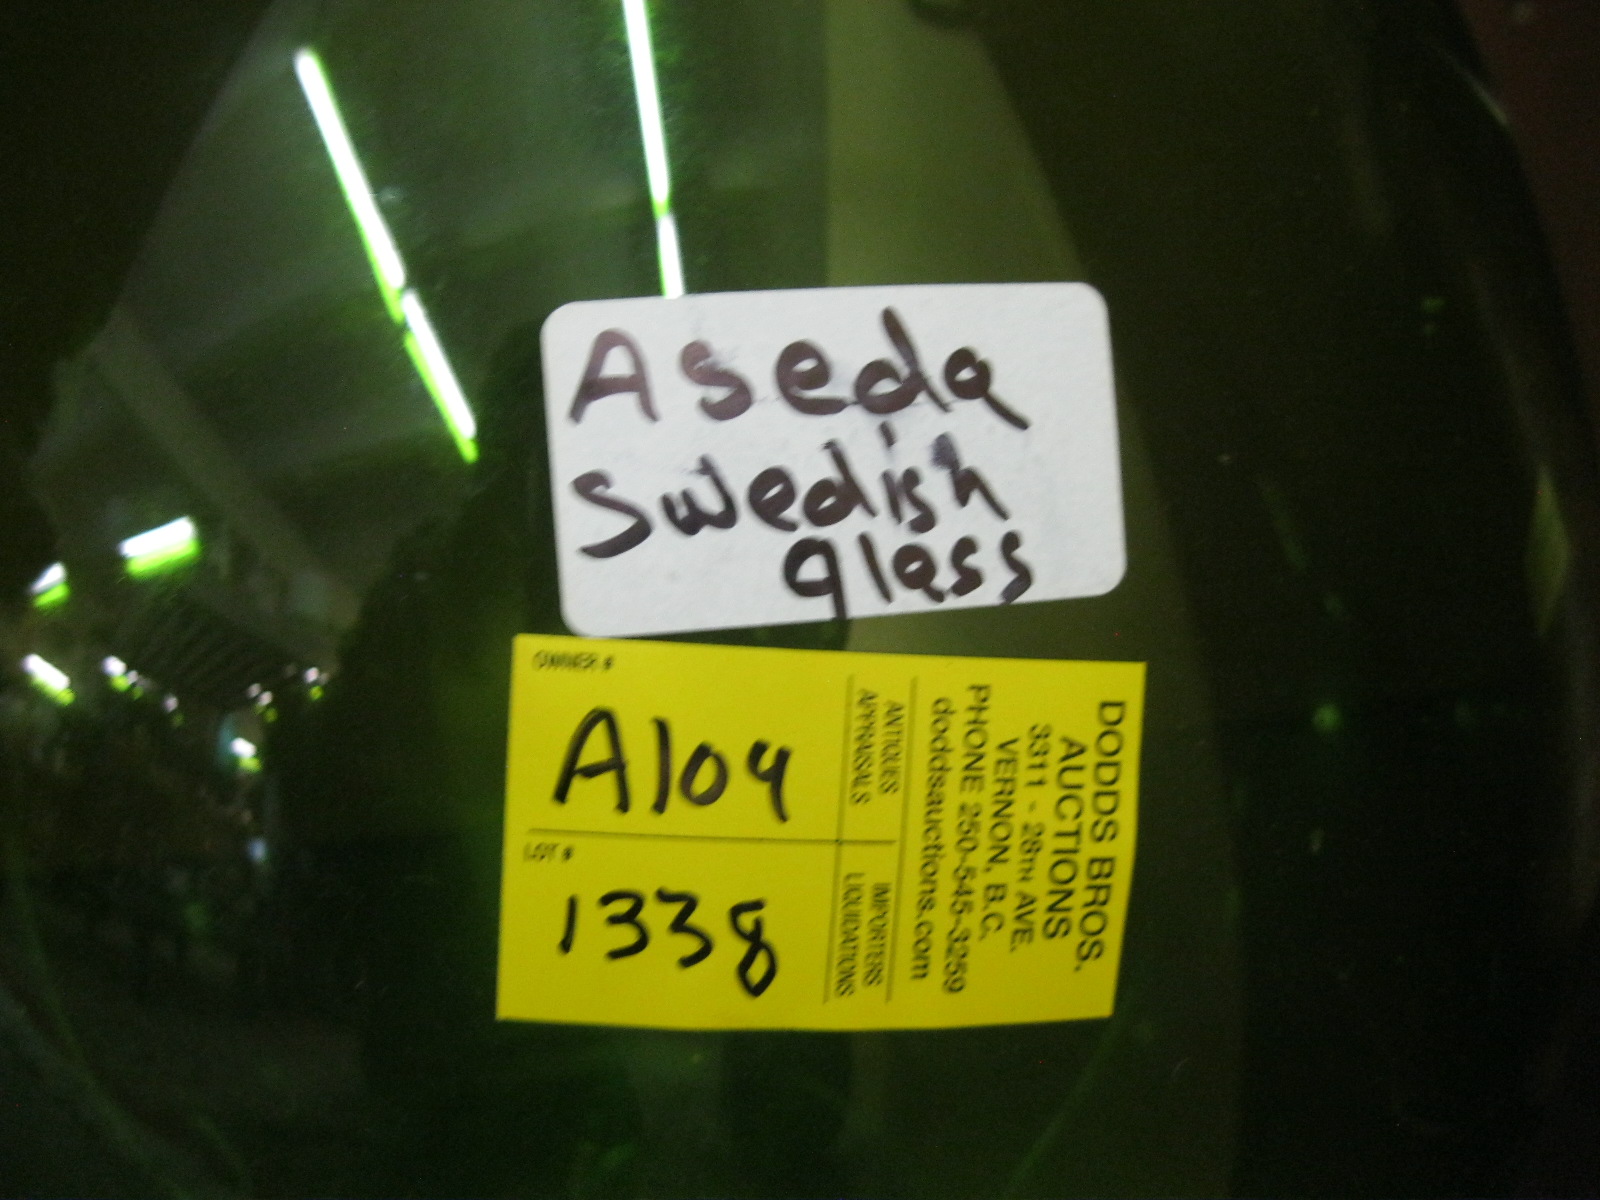 Aseda
Swedish
glass
OWNER #
A104
LOT #
1338
ANTIQUES
APPRAISALS
IMPORTERS
LIQUIDATIONS
DODDS BROS.
AUCTIONS
3311 - 28TH AVE.
VERNON, B.C.
PHONE 250-545-3259
doddsauctions.com